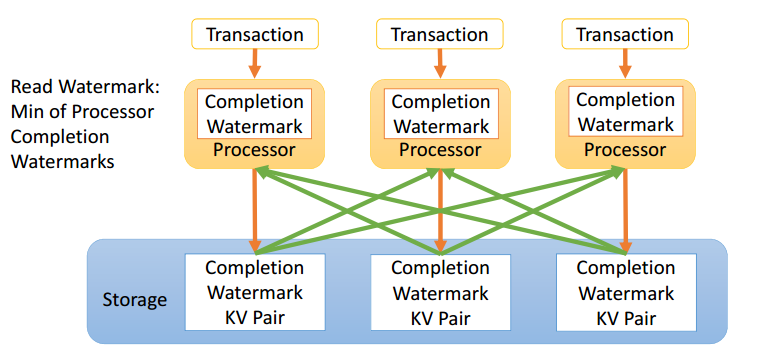 Transaction
Transaction
Transaction
Read Watermark:
Min of Processor
Completion
Watermarks
Completion
Watermark
Processor
Completion
Watermark
Processor
Completion
Watermark
Processor
Storage
Completion
Watermark
KV Pair
Completion
Watermark
KV Pair
Completion
Watermark
KV Pair